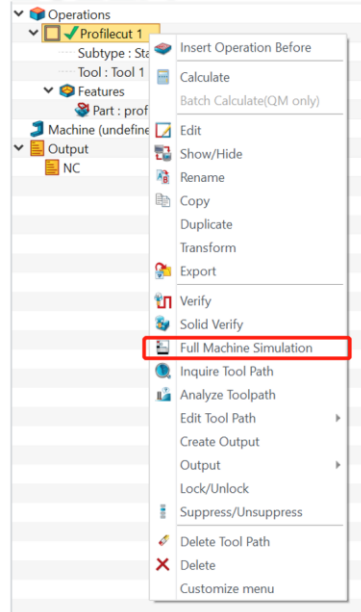 Operations
Profilecut 1
Subtype : Sta
Tool : Tool 1
Features
Part : prof
Machine (undefine
Output
NC
Insert Operation Before
Calculate
Batch Calculate(QM only)
Edit
Show/Hide
Rename
Copy
Duplicate
Transform
Export
Verify
Solid Verify
Full Machine Simulation
Inquire Tool Path
Analyze Toolpath
Edit Tool Path
Create Output
Output
Lock/Unlock
Suppress/Unsuppress
Delete Tool Path
Delete
Customize menu